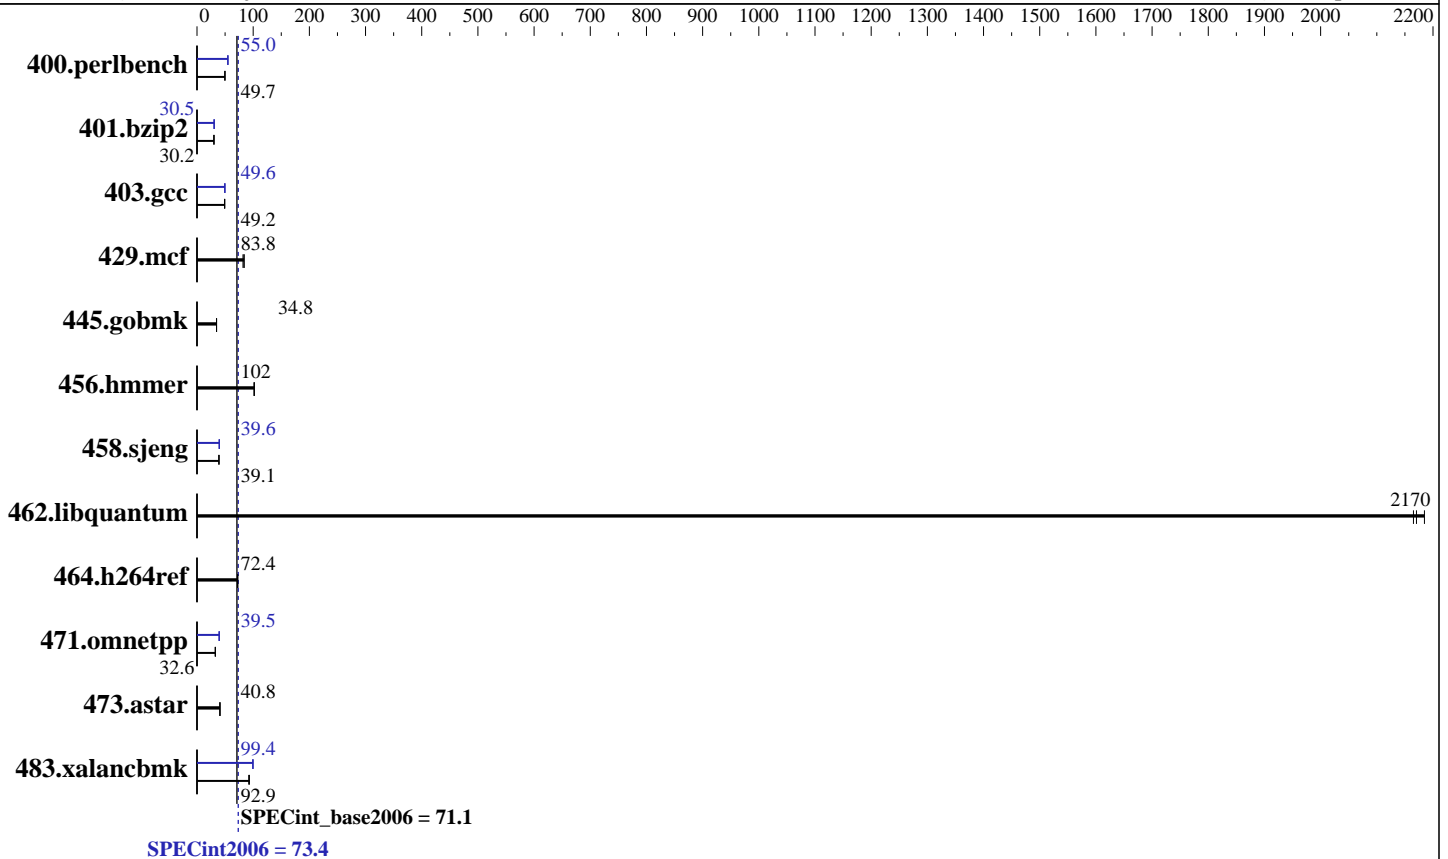 0 100 200 300 400 500 600 700 800 900 1000 1100 1200 1300 1400 1500 1600 1700 1800 1900 2000 2200
55.0
400.perlbench
49.7
30.5
401.bzip2
30.2
49.6
403.gcc
49.2
83.8
429.mcf
34.8
445.gobmk
102
456.hmmer
39.6
458.sjeng
39.1
2170
462.libquantum
72.4
464.h264ref
39.5
471.omnetpp
32.6
40.8
473.astar
99.4
483.xalancbmk
92.9
SPECint_base2006 = 71.1
SPECint2006 = 73.4